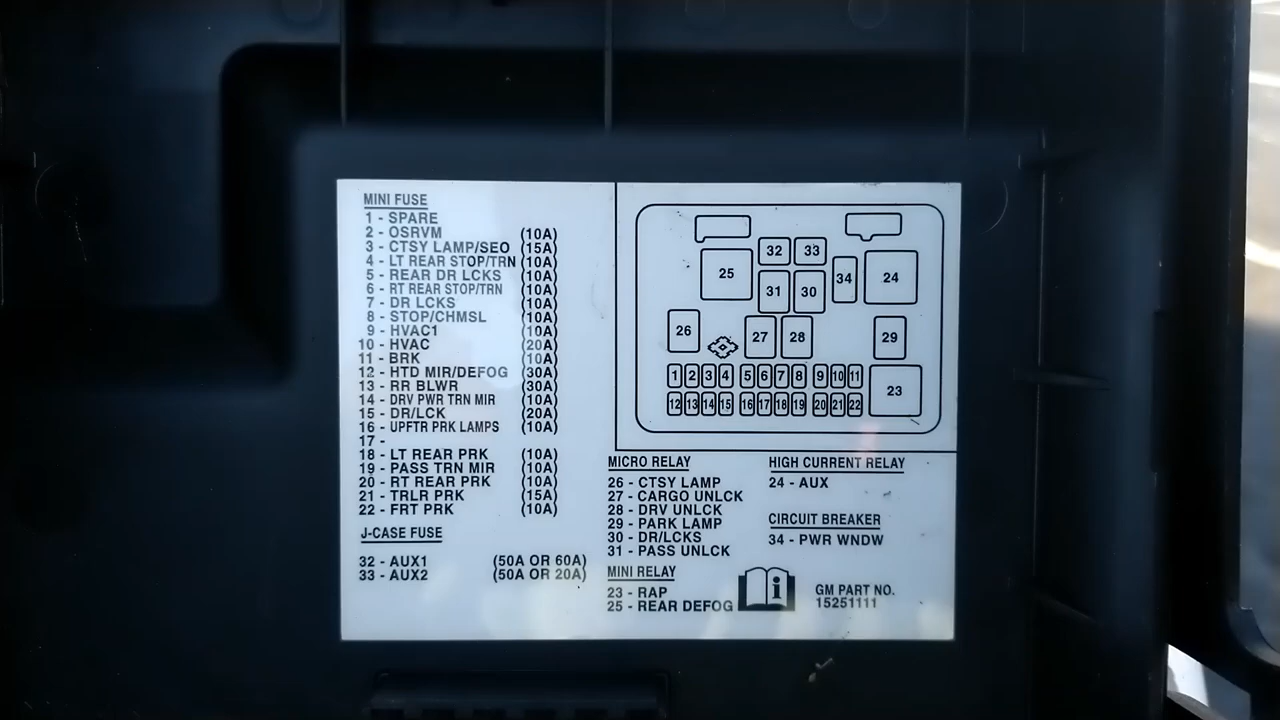 MINI FUSE
1 - SPARE
2 - OSRVM (10A)
3 - CTSY LAMP/SEO (15A)
4 - LT REAR STOP/TRN (10A)
5 - REAR DR LCKS (10A)
6 - RT REAR STOP/TRN (10A)
7 - DR LCKS (10A)
8 - STOP/CHMSL (10A)
9 - HVAC1 (10A)
10 - HVAC (20A)
11 - BRK (10A)
12 - HTD MIR/DEFOG (30A)
13 - RR BLWR (30A)
14 - DRV PWR TRN MIR (10A)
15 - DR/LCK (20A)
16 - UPFTR PRK LAMPS (10A)
17 -
18 - LT REAR PRK (10A)
19 - PASS TRN MIR (10A)
20 - RT REAR PRK (10A)
21 - TRLR PRK (15A)
22 - FRT PRK (10A)
J-CASE FUSE
32 - AUX1 (50A OR 60A)
33 - AUX2 (50A OR 20A)
32 33
25 34 24
31 30
26 27 28 29
1 2 3 4 5 6 7 8 9 10 11
23
12 13 14 15 16 17 18 19 20 21 22
MICRO RELAY
26 - CTSY LAMP
27 - CARGO UNLCK
28 - DRV UNLCK
29 - PARK LAMP
30 - DR/LCKS
31 - PASS UNLCK
MINI RELAY
23 - RAP
25 - REAR DEFOG
HIGH CURRENT RELAY
24 - AUX
CIRCUIT BREAKER
34 - PWR WNDW
i
GM PART NO.
15251111